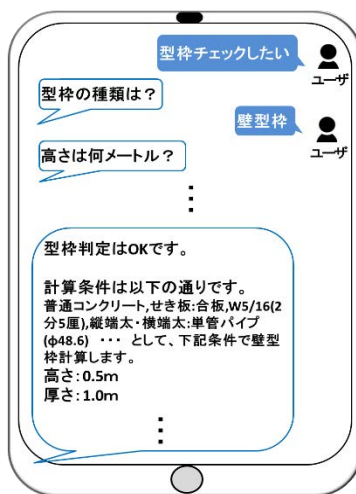 型枠チェックしたい
ユーザ
型枠の種類は？
壁型枠
ユーザ
高さは何メートル？
⋮
型枠判定はOKです。
計算条件は以下の通りです。
普通コンクリート,せき板:合板,W5/16(2
分5厘),縦端太・横端太:単管パイプ
(φ48.6) ･･･ として、下記条件で壁型
枠計算します。
高さ:0.5m
厚さ:1.0m
⋮